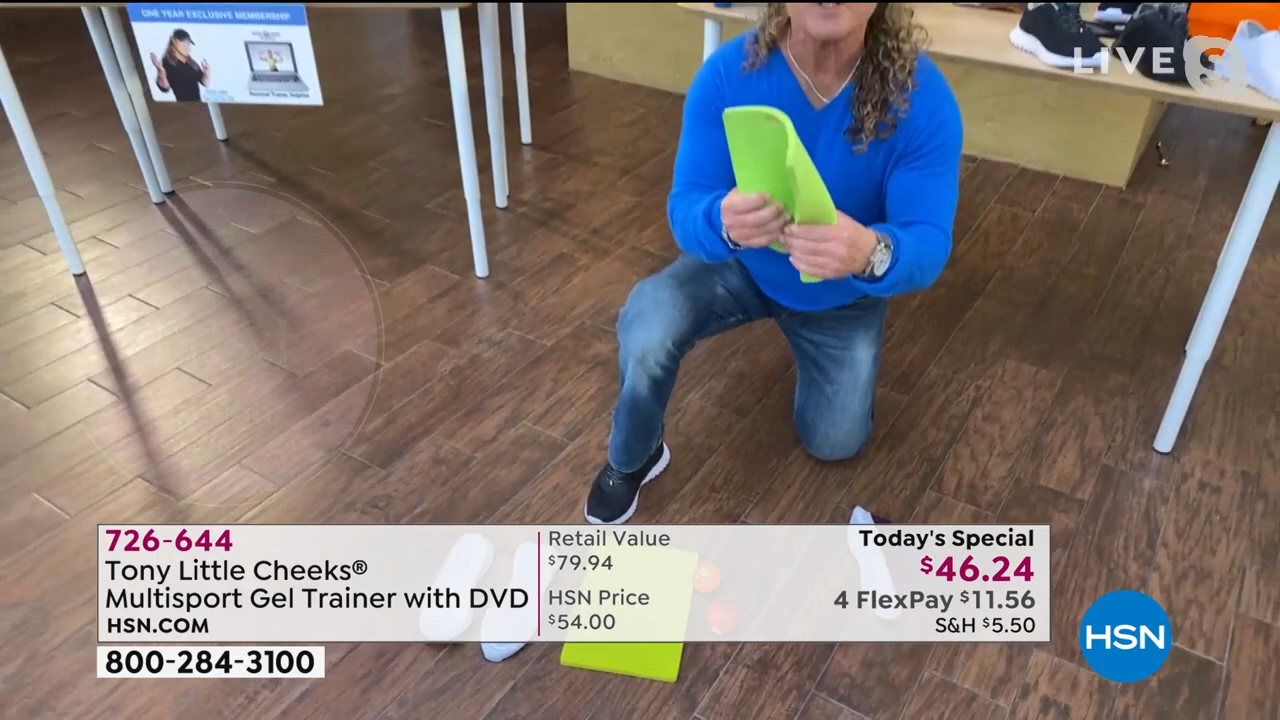 ONE YEAR EXCLUSIVE MEMBERSHIP
LIVE S
726-644
Tony Little Cheeks®
Multisport Gel Trainer with DVD
HSN.COM
800-284-3100
Retail Value
$79.94
HSN Price
$54.00
Today's Special
$46.24
4 FlexPay $11.56
S&H $5.50
HSN